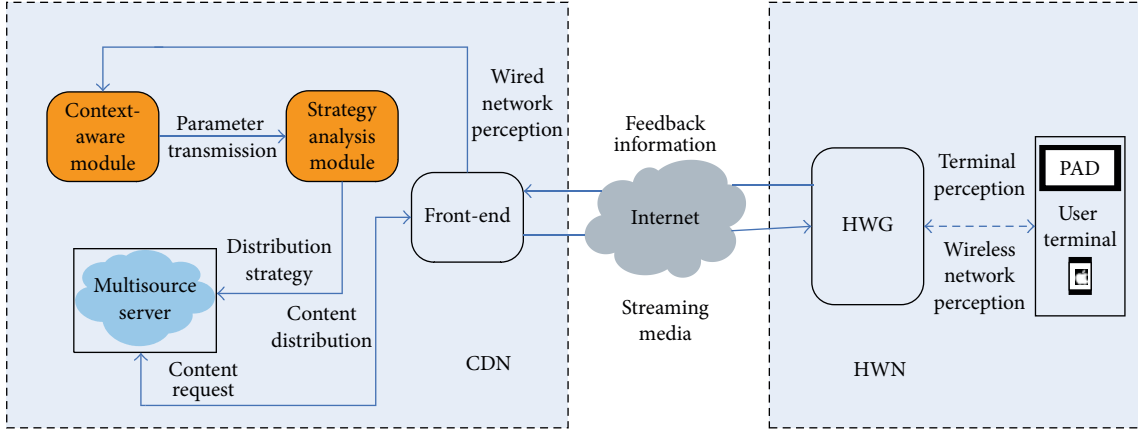 Context-
aware
module
Parameter
transmission
Strategy
analysis
module
Wired
network
perception
Front-end
Distribution
strategy
Multisource
server
Content
distribution
Content
request
CDN
Feedback
information
Internet
Streaming
media
HWG
Terminal
perception
Wireless
network
perception
PAD
User
terminal
HWN